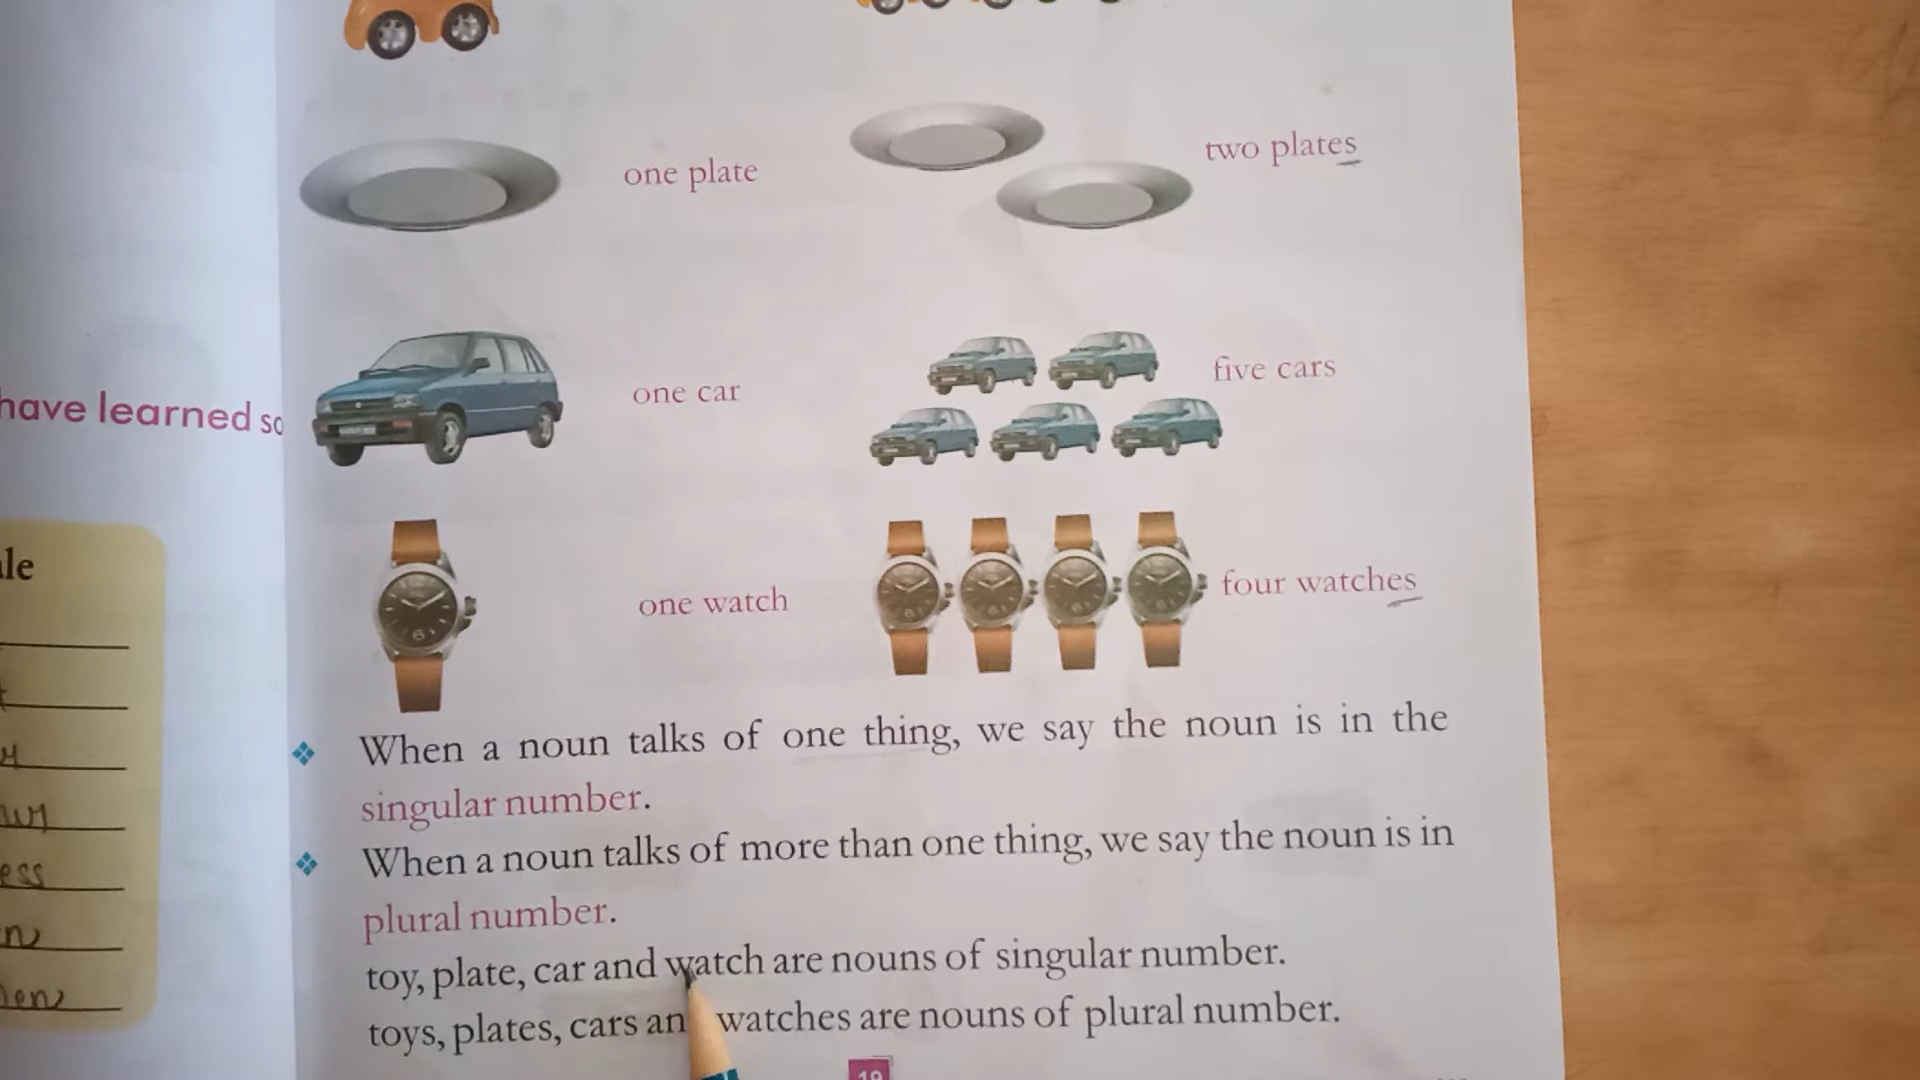 have learned so
one plate
two plates
one car
five cars
one watch
four watches
When a noun talks of one thing, we say the noun is in the
singular number.
When a noun talks of more than one thing, we say the noun is in
plural number.
toy, plate, car and watch are nouns of singular number.
toys, plates, cars an watches are nouns of plural number.
19